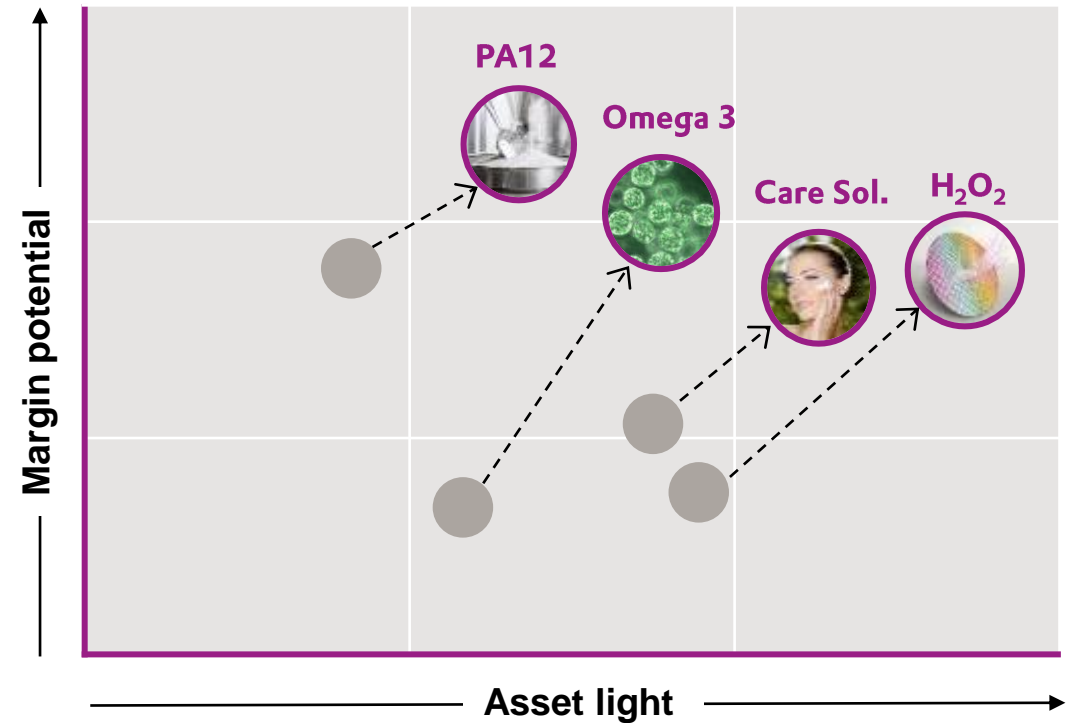 PA12
Omega 3
Care Sol.
H₂O₂
Margin potential
Asset light